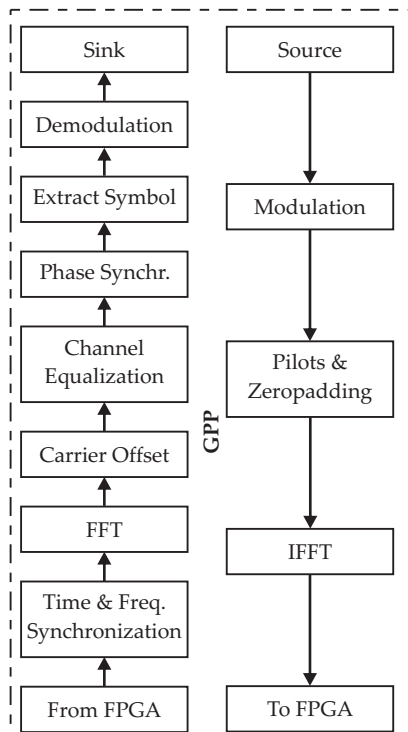 Sink
Demodulation
Extract Symbol
Phase Synchr.
Channel
Equalization
Carrier Offset
FFT
Time & Freq.
Synchronization
From FPGA
GPP
Source
Modulation
Pilots &
Zeropadding
IFFT
To FPGA